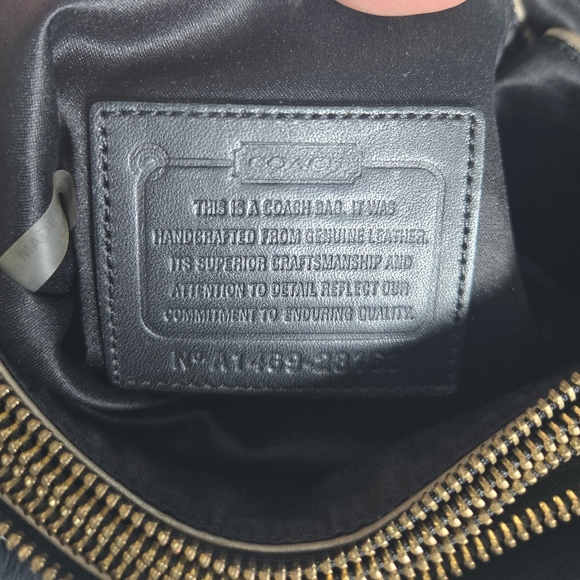 COACH
THIS IS A COACH BAG. IT WAS
HANDCRAFTED FROM GENUINE LEATHER.
ITS SUPERIOR CRAFTSMANSHIP AND
ATTENTION TO DETAIL REFLECT OUR
COMMITMENT TO ENDURING QUALITY.
No